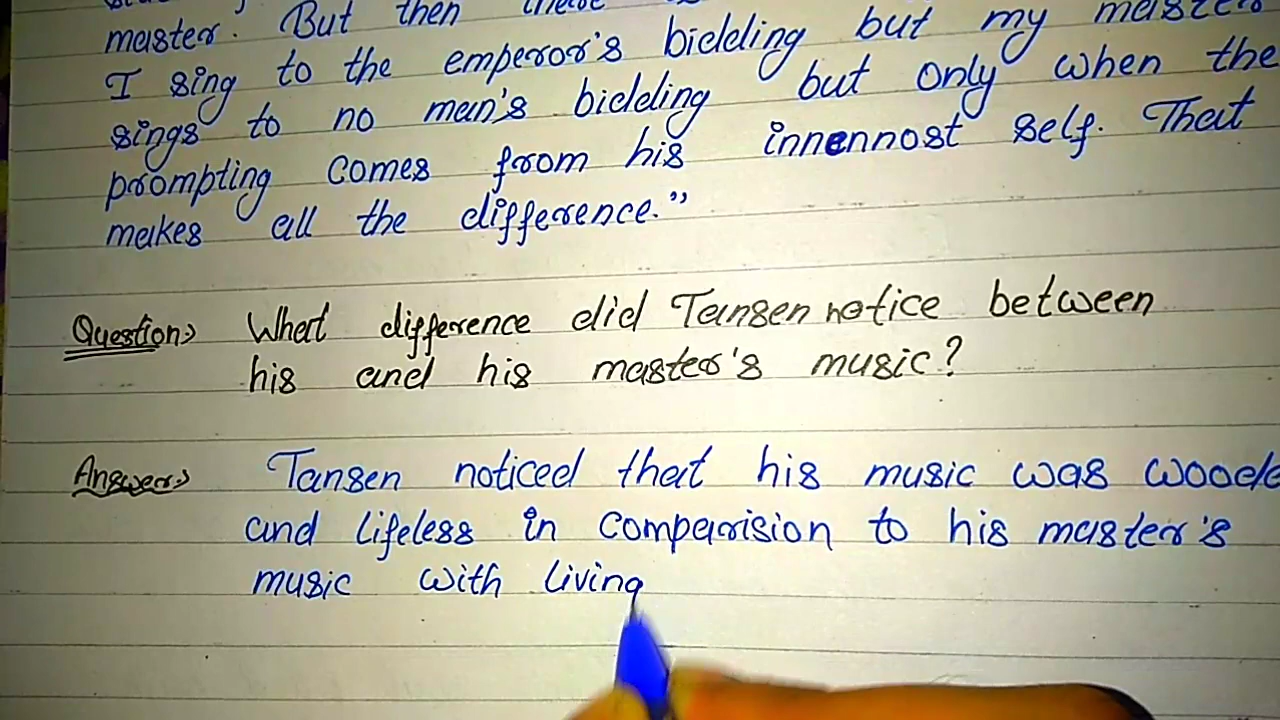 master. But then
I sing to the emperor's bidding but my master
sings to no man's bidding but only when the
prompting comes from his innennost self. That
makes all the difference."
Question:> What difference did Tansen notice between
his and his master's music?
Answer:> Tansen noticed that his music was woode
and lifeless in comparision to his master's
music with living